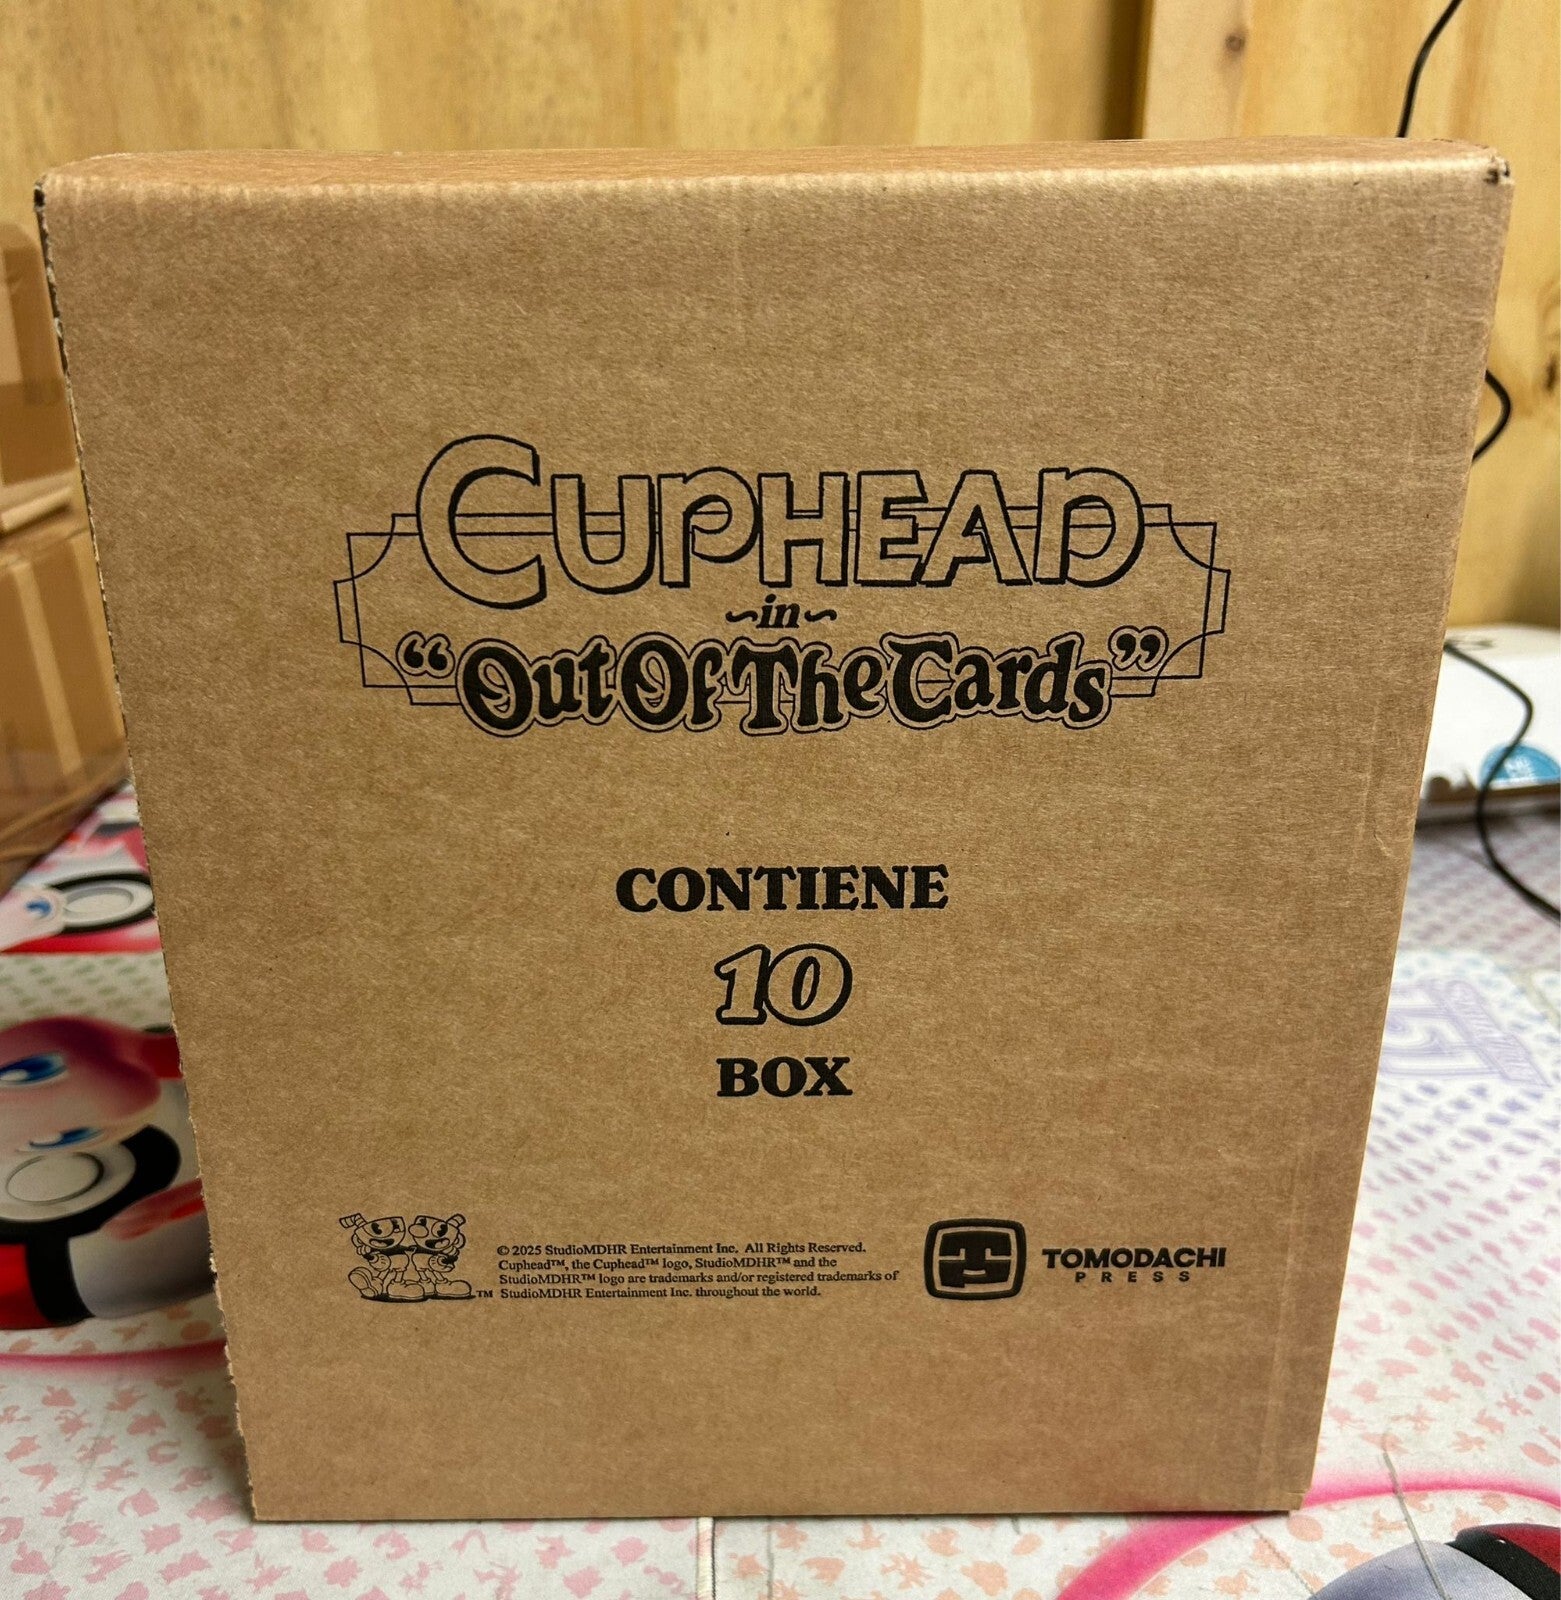 CUPHEAD
~in~
“Out Of The Cards”
CONTIENE
10
BOX
© 2025 StudioMDHR Entertainment Inc. All Rights Reserved.
Cuphead™, the Cuphead™ logo, StudioMDHR™ and the
StudioMDHR™ logo are trademarks and/or registered trademarks of
™ StudioMDHR Entertainment Inc. throughout the world.
TOMODACHI
PRESS